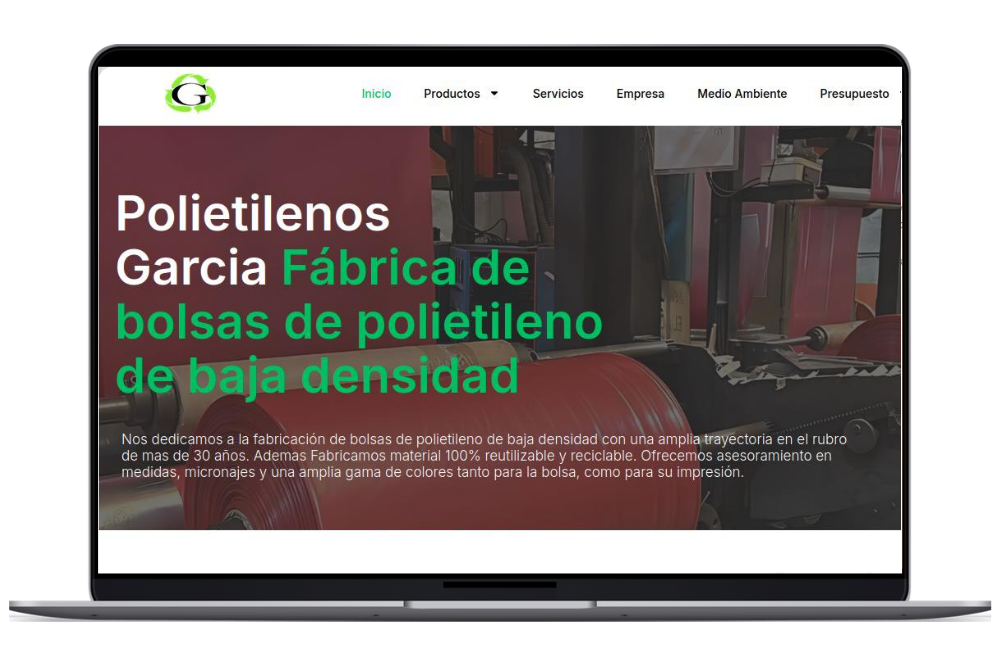 G
Inicio Productos Servicios Empresa Medio Ambiente Presupuesto
Polietilenos
Garcia Fábrica de
bolsas de polietileno
de baja densidad
Nos dedicamos a la fabricación de bolsas de polietileno de baja densidad con una amplia trayectoria en el rubro
de mas de 30 años. Ademas Fabricamos material 100% reutilizable y reciclable. Ofrecemos asesoramiento en
medidas, micronajes y una amplia gama de colores tanto para la bolsa, como para su impresión.